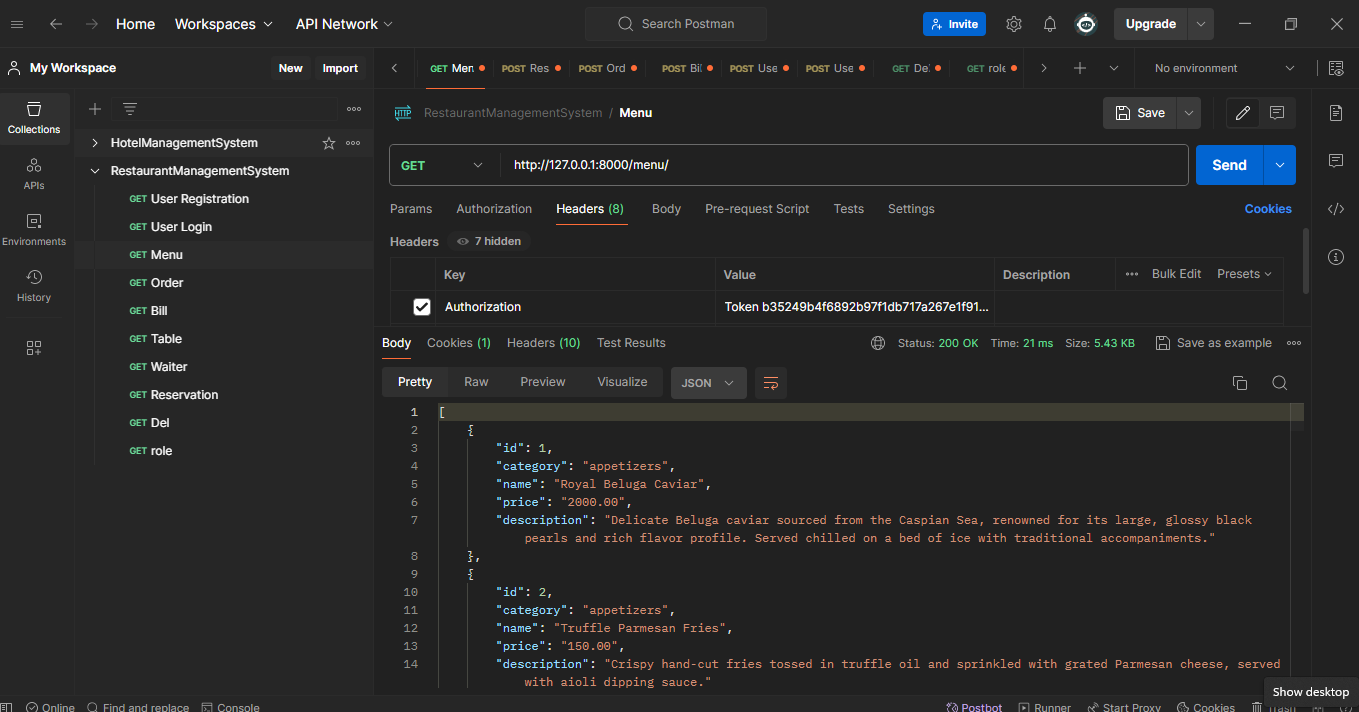 Home Workspaces API Network Search Postman Invite Upgrade
My Workspace New Import GET Men POST Res POST Ord POST Bil POST Use POST Use GET De GET role No environment
Collections
APIs
Environments
History
HotelManagementSystem
RestaurantManagementSystem
GET User Registration
GET User Login
GET Menu
GET Order
GET Bill
GET Table
GET Waiter
GET Reservation
GET Del
GET role
HTTP RestaurantManagementSystem / Menu Save
GET http://127.0.0.1:8000/menu/ Send
Params Authorization Headers (8) Body Pre-request Script Tests Settings Cookies
Headers 7 hidden
Key Value Description Bulk Edit Presets
Authorization Token b35249b4f6892b97f1db717a267e1f91...
Body Cookies (1) Headers (10) Test Results Status: 200 OK Time: 21 ms Size: 5.43 KB Save as example
Pretty Raw Preview Visualize JSON
1 [
2 {
3 "id": 1,
4 "category": "appetizers",
5 "name": "Royal Beluga Caviar",
6 "price": "2000.00",
7 "description": "Delicate Beluga caviar sourced from the Caspian Sea, renowned for its large, glossy black
pearls and rich flavor profile. Served chilled on a bed of ice with traditional accompaniments."
8 },
9 {
10 "id": 2,
11 "category": "appetizers",
12 "name": "Truffle Parmesan Fries",
13 "price": "150.00",
14 "description": "Crispy hand-cut fries tossed in truffle oil and sprinkled with grated Parmesan cheese, served
with aioli dipping sauce."
Show desktop
Online Find and replace Console Postbot Runner Start Proxy Cookies Trash